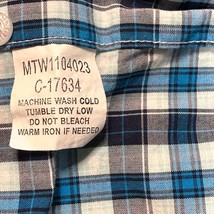 MTW1104023
C-17634
MACHINE WASH COLD
TUMBLE DRY LOW
DO NOT BLEACH
WARM IRON IF NEEDED